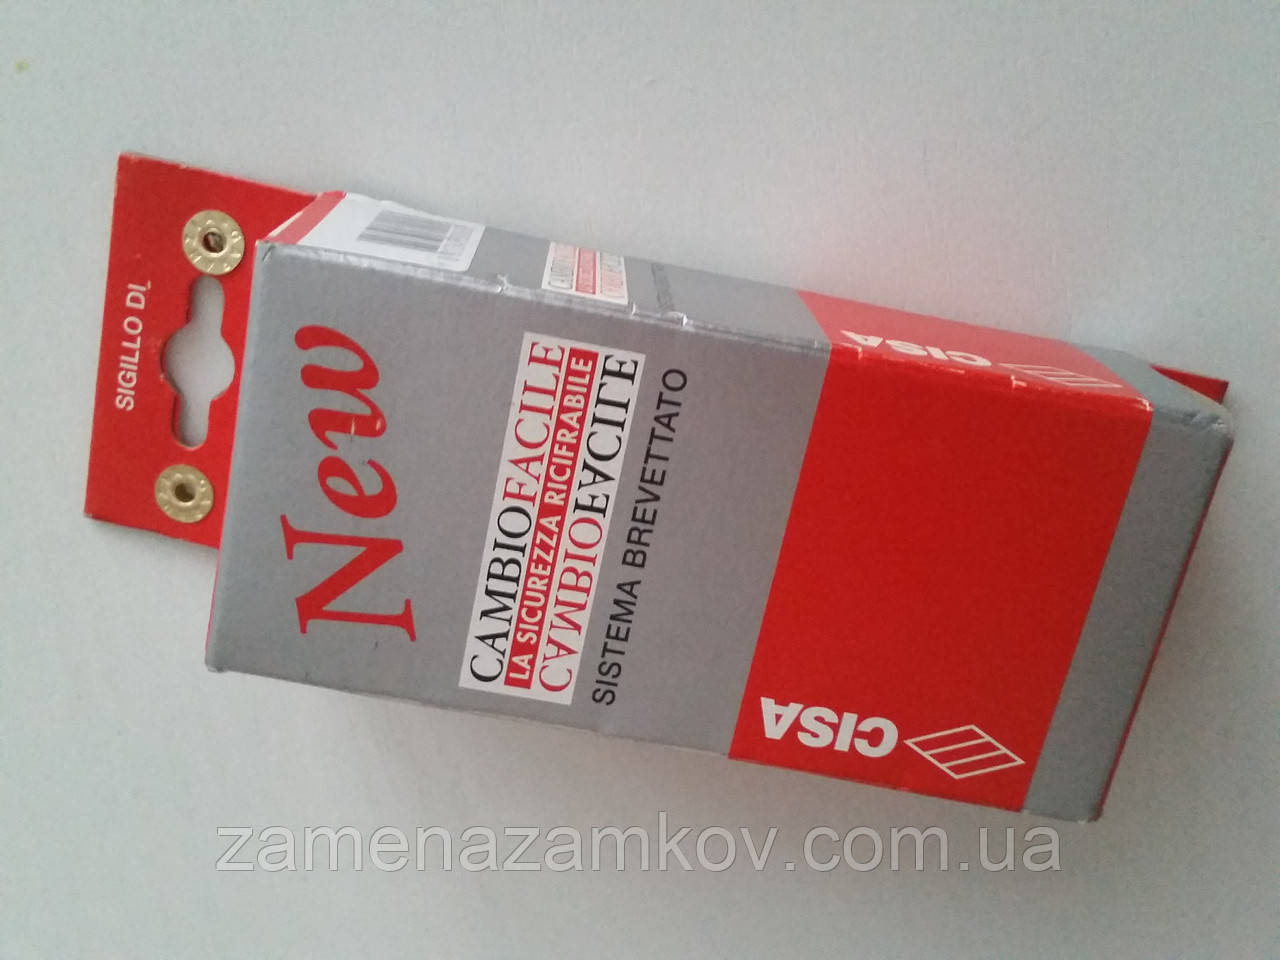 SIGILLO DI
New
CAMBIOFACILE
LA SICUREZZA RICIFRABILE
CAMBIOFACILE
SISTEMA BREVETTATO
CISA
CISA
zamenazamkov.com.ua